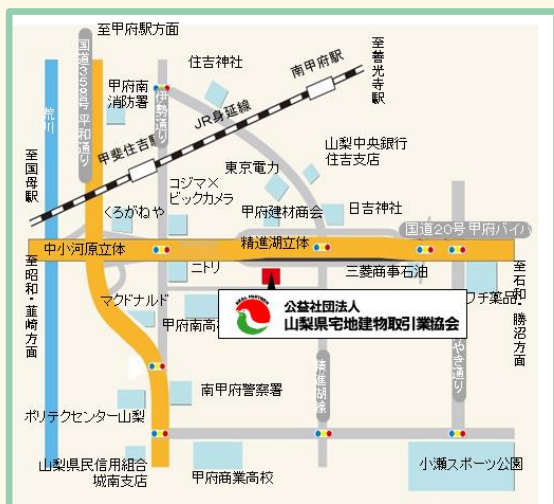 至甲府駅方面
国道358号 平和通り
荒川
甲府南
消防署
伊勢通り
住吉神社
南甲府駅
至善光寺駅
JR身延線
甲斐住吉駅
至国母駅
東京電力
山梨中央銀行
住吉支店
コジマ×
ビックカメラ
くろがねや
甲府建材商会
日吉神社
国道20号 甲府バイパ
中小河原立体
精進湖立体
至昭和・韮崎方面
ニトリ
三菱商事石油
至石和・勝沼方面
マクドナルド
甲府南高校
REAL PARTNER
公益社団法人
山梨県宅地建物取引業協会
ワチ薬品
やき通り
精進湖線
南甲府警察署
ポリテクセンター山梨
山梨県民信用組合
城南支店
甲府商業高校
小瀬スポーツ公園